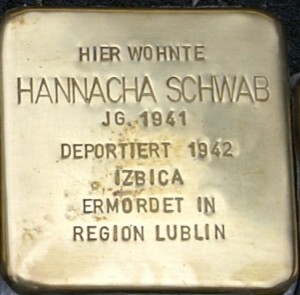 HIER WOHNTE
HANNACHA SCHWAB
JG. 1941
DEPORTIERT 1942
IZBICA
ERMORDET IN
REGION LUBLIN